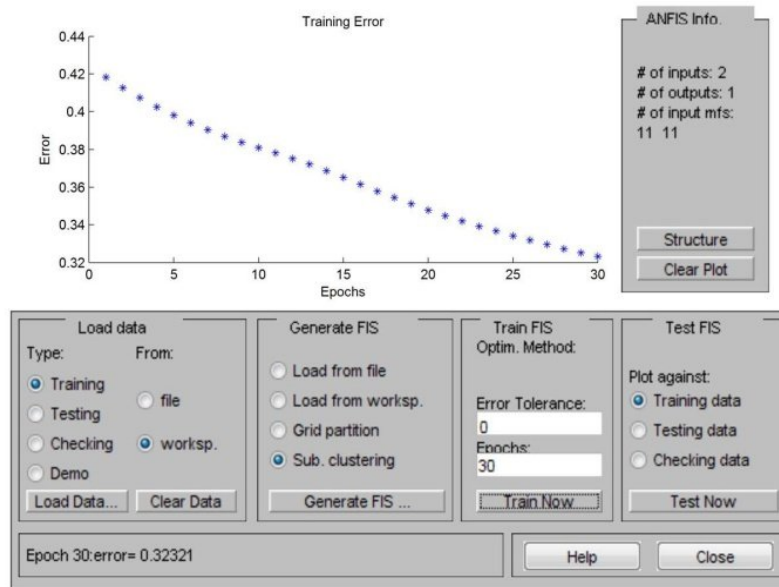 Training Error
0.44
0.42
0.4
0.38
0.36
0.34
0.32
Error
0 5 10 15 20 25 30
Epochs
ANFIS Info.
# of inputs: 2
# of outputs: 1
# of input mfs:
11 11
Structure
Clear Plot
Load data
Type:
From:
Training
Testing
Checking
Demo
file
worksp.
Load Data...
Clear Data
Generate FIS
Load from file
Load from worksp.
Grid partition
Sub. clustering
Generate FIS ...
Train FIS
Optim. Method:
Error Tolerance:
0
Epochs:
30
Train Now
Test FIS
Plot against:
Training data
Testing data
Checking data
Test Now
Epoch 30:error= 0.32321
Help
Close